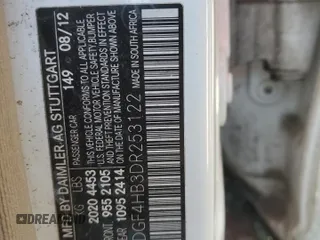 MFD BY DAIMLER AG STUTTGART
PASSENGER CAR 149 08/12
KG LBS
2020 4453
FRONT 955 2105
1095 2414
THIS VEHICLE CONFORMS TO ALL APPLICABLE
U.S. FEDERAL MOTOR VEHICLE SAFETY, BUMPER,
AND THEFT PREVENTION STANDARDS IN EFFECT
ON THE DATE OF MANUFACTURE SHOWN ABOVE
MADE IN SOUTH AFRICA
DGF4HB3DR253122